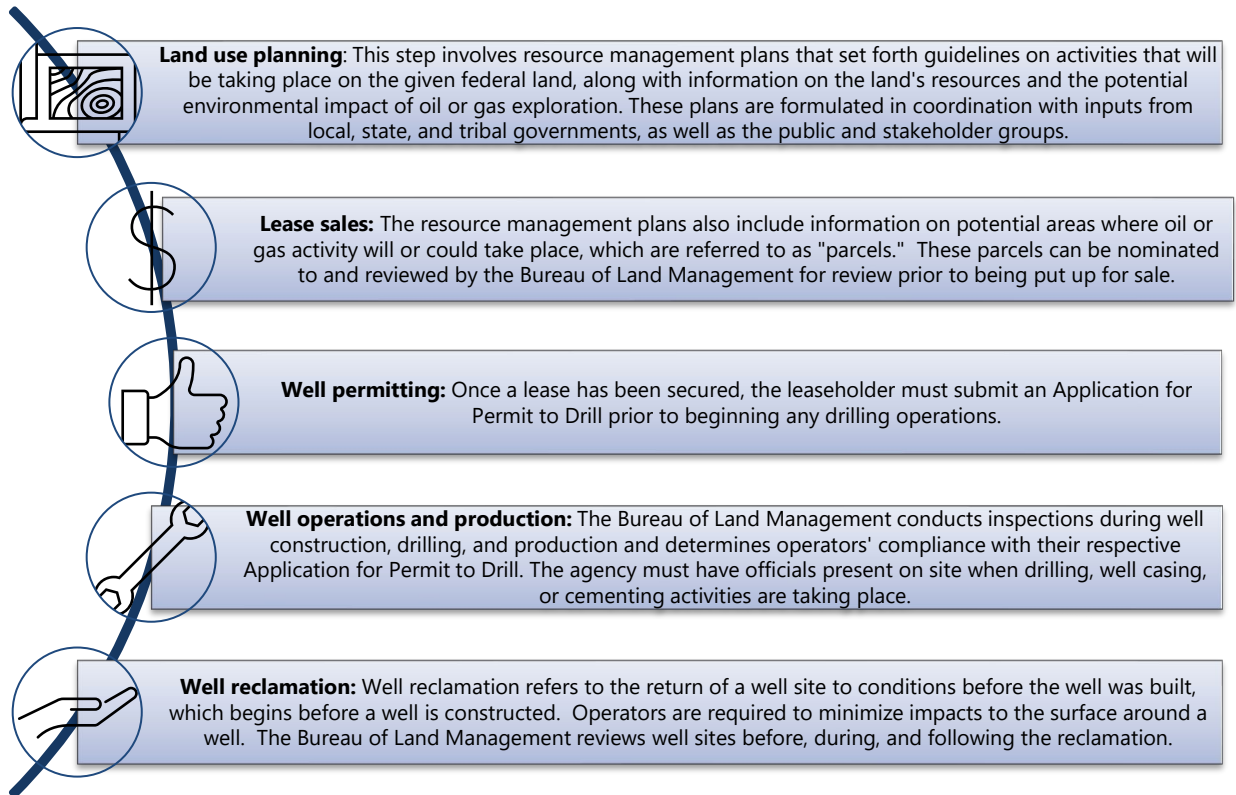 Land use planning: This step involves resource management plans that set forth guidelines on activities that will
be taking place on the given federal land, along with information on the land's resources and the potential
environmental impact of oil or gas exploration. These plans are formulated in coordination with inputs from
local, state, and tribal governments, as well as the public and stakeholder groups.
Lease sales: The resource management plans also include information on potential areas where oil or
gas activity will or could take place, which are referred to as "parcels." These parcels can be nominated
to and reviewed by the Bureau of Land Management for review prior to being put up for sale.
Well permitting: Once a lease has been secured, the leaseholder must submit an Application for
Permit to Drill prior to beginning any drilling operations.
Well operations and production: The Bureau of Land Management conducts inspections during well
construction, drilling, and production and determines operators' compliance with their respective
Application for Permit to Drill. The agency must have officials present on site when drilling, well casing,
or cementing activities are taking place.
Well reclamation: Well reclamation refers to the return of a well site to conditions before the well was built,
which begins before a well is constructed. Operators are required to minimize impacts to the surface around a
well. The Bureau of Land Management reviews well sites before, during, and following the reclamation.